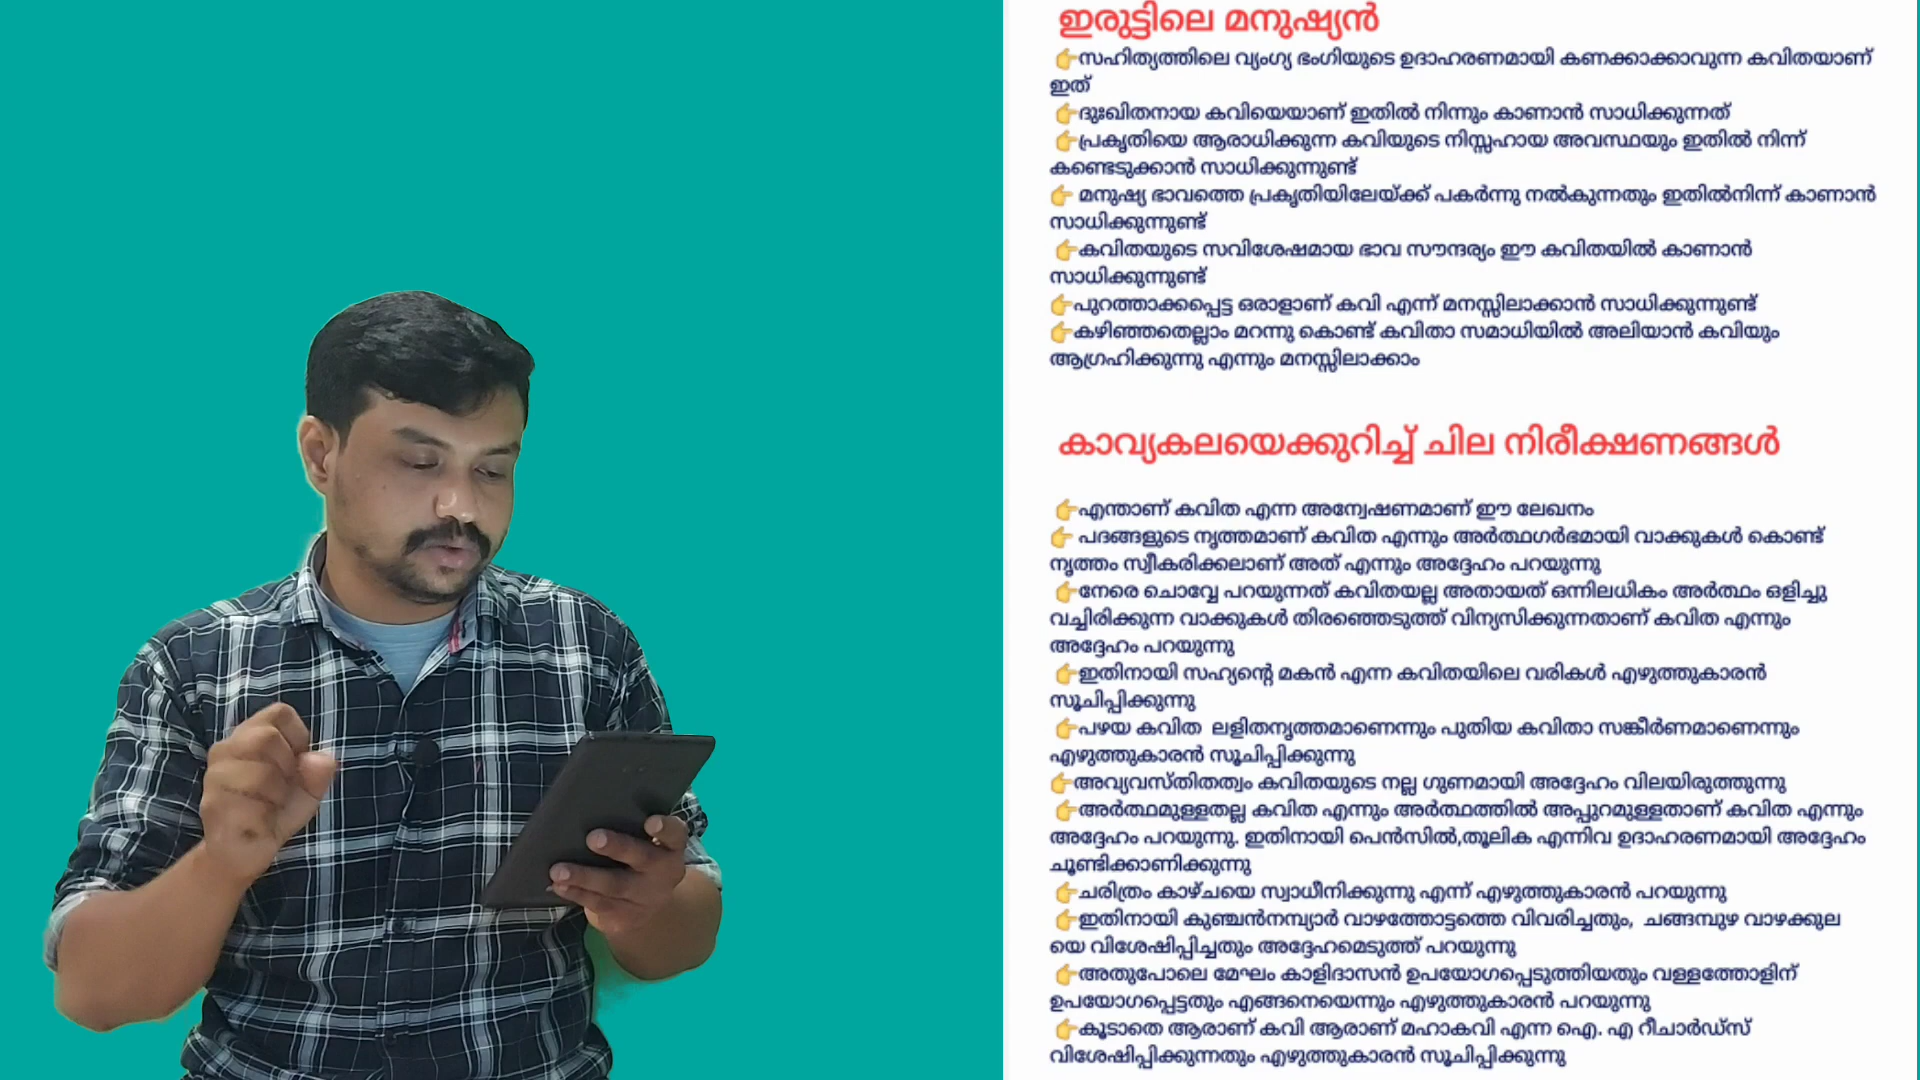 ഇരുട്ടിലെ മനുഷ്യൻ
👉സഹിത്യത്തിലെ വ്യംഗ്യ ഭംഗിയുടെ ഉദാഹരണമായി കണക്കാക്കാവുന്ന കവിതയാണ്
ഇത്
👉ദുഃഖിതനായ കവിയെയാണ് ഇതിൽ നിന്നും കാണാൻ സാധിക്കുന്നത്
👉പ്രകൃതിയെ ആരാധിക്കുന്ന കവിയുടെ നിസ്സഹായ അവസ്ഥയും ഇതിൽ നിന്ന്
കണ്ടെടുക്കാൻ സാധിക്കുന്നുണ്ട്
👉 മനുഷ്യ ഭാവത്തെ പ്രകൃതിയിലേയ്ക്ക് പകർന്നു നൽകുന്നതും ഇതിൽനിന്ന് കാണാൻ
സാധിക്കുന്നുണ്ട്
👉കവിതയുടെ സവിശേഷമായ ഭാവ സൗന്ദര്യം ഈ കവിതയിൽ കാണാൻ
സാധിക്കുന്നുണ്ട്
👉പുറത്താക്കപ്പെട്ട ഒരാളാണ് കവി എന്ന് മനസ്സിലാക്കാൻ സാധിക്കുന്നുണ്ട്
👉കഴിഞ്ഞതെല്ലാം മറന്നു കൊണ്ട് കവിതാ സമാധിയിൽ അലിയാൻ കവിയും
ആഗ്രഹിക്കുന്നു എന്നും മനസ്സിലാക്കാം
കാവ്യകലയെക്കുറിച്ച് ചില നിരീക്ഷണങ്ങൾ
👉എന്താണ് കവിത എന്ന അന്വേഷണമാണ് ഈ ലേഖനം
👉 പദങ്ങളുടെ നൃത്തമാണ് കവിത എന്നും അർത്ഥഗർഭമായി വാക്കുകൾ കൊണ്ട്
നൃത്തം സ്വീകരിക്കലാണ് അത് എന്നും അദ്ദേഹം പറയുന്നു
👉നേരെ ചൊവ്വേ പറയുന്നത് കവിതയല്ല അതായത് ഒന്നിലധികം അർത്ഥം ഒളിച്ചു
വച്ചിരിക്കുന്ന വാക്കുകൾ തിരഞ്ഞെടുത്ത് വിന്യസിക്കുന്നതാണ് കവിത എന്നും
അദ്ദേഹം പറയുന്നു
👉ഇതിനായി സഹ്യന്റെ മകൻ എന്ന കവിതയിലെ വരികൾ എഴുത്തുകാരൻ
സൂചിപ്പിക്കുന്നു
👉പഴയ കവിത ലളിതനൃത്തമാണെന്നും പുതിയ കവിതാ സങ്കീർണമാണെന്നും
എഴുത്തുകാരൻ സൂചിപ്പിക്കുന്നു
👉അവ്യവസ്തിതത്വം കവിതയുടെ നല്ല ഗുണമായി അദ്ദേഹം വിലയിരുത്തുന്നു
👉അർത്ഥമുള്ളതല്ല കവിത എന്നും അർത്ഥത്തിൽ അപ്പുറമുള്ളതാണ് കവിത എന്നും
അദ്ദേഹം പറയുന്നു. ഇതിനായി പെൻസിൽ,തൂലിക എന്നിവ ഉദാഹരണമായി അദ്ദേഹം
ചൂണ്ടിക്കാണിക്കുന്നു
👉ചരിത്രം കാഴ്ചയെ സ്വാധീനിക്കുന്നു എന്ന് എഴുത്തുകാരൻ പറയുന്നു
👉ഇതിനായി കുഞ്ചൻനമ്പ്യാർ വാഴത്തോട്ടത്തെ വിവരിച്ചതും, ചങ്ങമ്പുഴ വാഴക്കുല
യെ വിശേഷിപ്പിച്ചതും അദ്ദേഹമെടുത്ത് പറയുന്നു
👉അതുപോലെ മേഘം കാളിദാസൻ ഉപയോഗപ്പെടുത്തിയതും വള്ളത്തോളിന്
ഉപയോഗപ്പെട്ടതും എങ്ങനെയെന്നും എഴുത്തുകാരൻ പറയുന്നു
👉കൂടാതെ ആരാണ് കവി ആരാണ് മഹാകവി എന്ന ഐ. എ റീചാർഡ്സ്
വിശേഷിപ്പിക്കുന്നതും എഴുത്തുകാരൻ സൂചിപ്പിക്കുന്നു